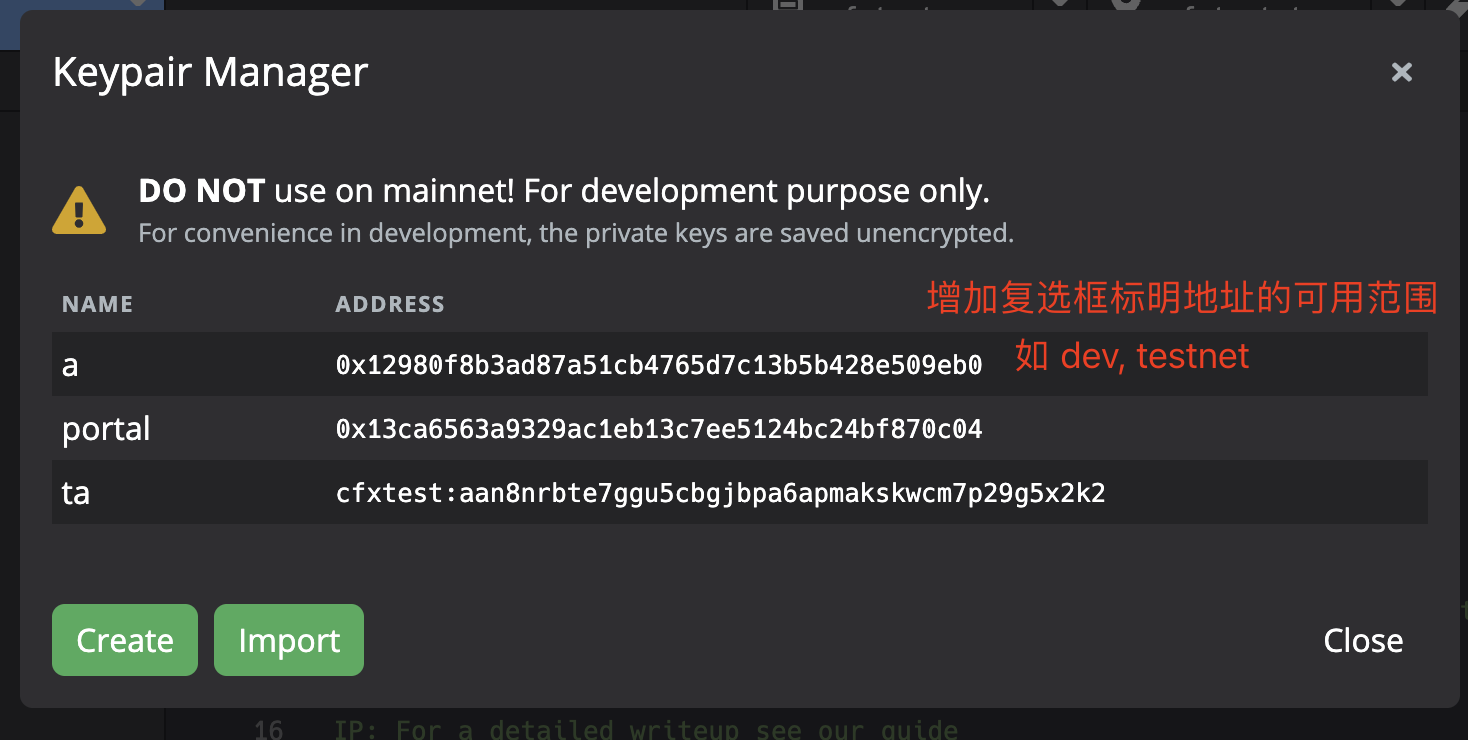 Keypair Manager
DO NOT use on mainnet! For development purpose only.
For convenience in development, the private keys are saved unencrypted.
NAME ADDRESS 增加复选框标明地址的可用范围
a 0x12980f8b3ad87a51cb4765d7c13b5b428e509eb0 如 dev, testnet
portal 0x13ca6563a9329ac1eb13c7ee5124bc24bf870c04
ta cfxtest:aan8nrbte7ggu5cbgjbpa6apmakskwcm7p29g5x2k2
Create Import Close
16 IP: For a detailed writeup see our guide